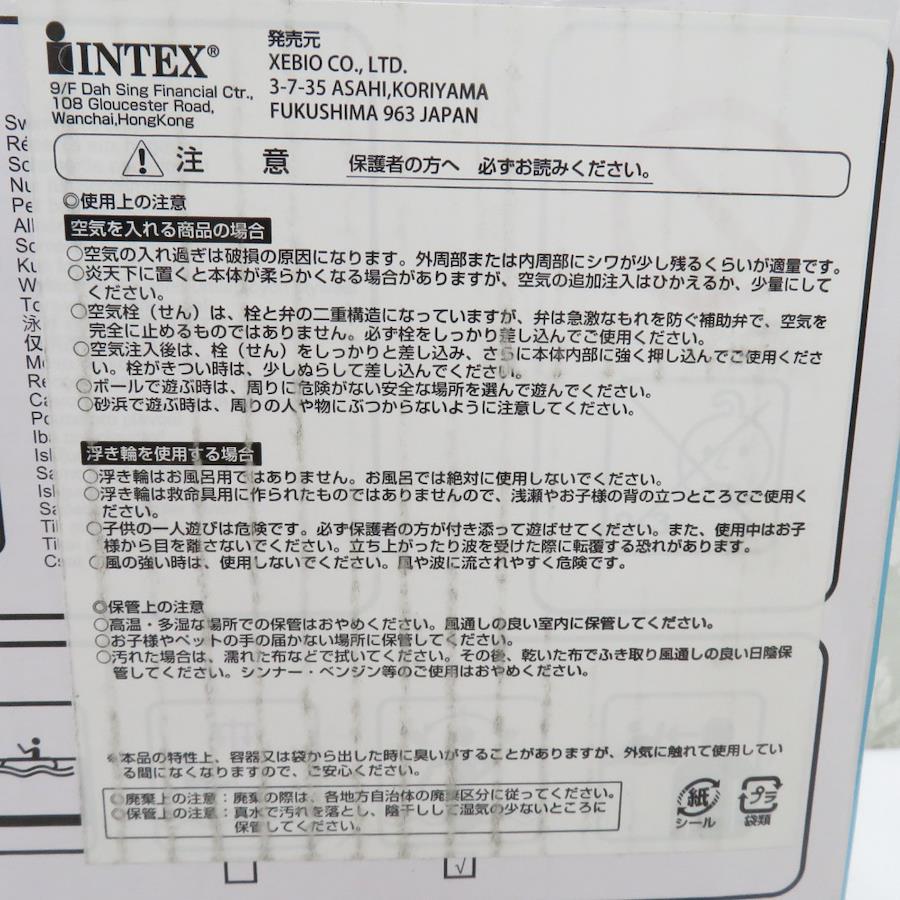 INTEX®
9/F Dah Sing Financial Ctr.,
108 Gloucester Road,
Wanchai,HongKong
発売元
XEBIO CO., LTD.
3-7-35 ASAHI,KORIYAMA
FUKUSHIMA 963 JAPAN
注 意 保護者の方へ 必ずお読みください。
◎使用上の注意
空気を入れる商品の場合
○空気の入れ過ぎは破損の原因になります。外周部または内周部にシワが少し残るくらいが適量です。
○炎天下に置くと本体が柔らかくなる場合がありますが、空気の追加注入はひかえるか、少量にして
ください。
○空気栓（せん）は、栓と弁の二重構造になっていますが、弁は急激なもれを防ぐ補助弁で、空気を
完全に止めるものではありません。必ず栓をしっかり差し込んでご使用ください。
○空気注入後は、栓（せん）をしっかりと差し込み、さらに本体内部に強く押し込んでご使用くださ
い。栓がきつい時は、少しぬらして差し込んでください。
○ボールで遊ぶ時は、周りに危険がない安全な場所を選んで遊んでください。
○砂浜で遊ぶ時は、周りの人や物にぶつからないように注意してください。
浮き輪を使用する場合
○浮き輪はお風呂用ではありません。お風呂では絶対に使用しないでください。
○浮き輪は救命具用に作られたものではありませんので、浅瀬やお子様の背の立つところでご使用く
ださい。
○子供の一人遊びは危険です。必ず保護者の方が付き添って遊ばせてください。また、使用中はお子
様から目を離さないでください。立ち上がったり波を受けた際に転覆する恐れがあります。
○風の強い時は、使用しないでください。風や波に流されやすく危険です。
◎保管上の注意
○高温・多湿な場所での保管はおやめください。風通しの良い室内に保管してください。
○お子様やペットの手の届かない場所に保管してください。
○汚れた場合は、濡れた布などで拭いてください。その後、乾いた布でふき取り風通しの良い日陰保
管してください。シンナー・ベンジン等のご使用はおやめください。
※本品の特性上、容器又は袋から出した時に臭いがすることがありますが、外気に触れて使用してい
る間になくなりますので、ご安心ください。
○廃棄上の注意：廃棄の際は、各地方自治体の廃棄区分に従ってください。
○保管上の注意：真水で汚れを落とし、陰干しして湿気の少ないところに
保管してください。
紙
シール
プラ
袋類